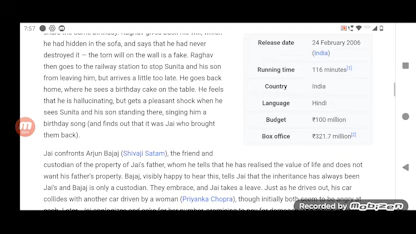 7:57
he had hidden in the sofa, and says that he had never
destroyed it — the torn will on the wall is a fake. Raghav
then goes to the railway station to stop Sunita and his son
from leaving him, but arrives a little too late. He goes back
home, where he sees a birthday cake on the table. He feels
that he is hallucinating, but gets a pleasant shock when he
sees Sunita and his son standing there, singing him a
birthday song (and finds out that it was Jai who brought
them back).
Release date 24 February 2006
(India)
Running time 116 minutes[1]
Country India
Language Hindi
Budget ₹100 million
Box office ₹321.7 million[2]
Jai confronts Arjun Bajaj (Shivaji Satam), the friend and
custodian of the property of Jai's father, whom he tells that he has realised the value of life and does not
want his father's property. Bajaj, visibly happy to hear this, tells Jai that the inheritance has always been
Jai's and Bajaj is only a custodian. They embrace, and Jai takes a leave. Just as he drives out, his car
collides with another car driven by a woman (Priyanka Chopra), though initially both seem to be angry at
Recorded by Mobizen